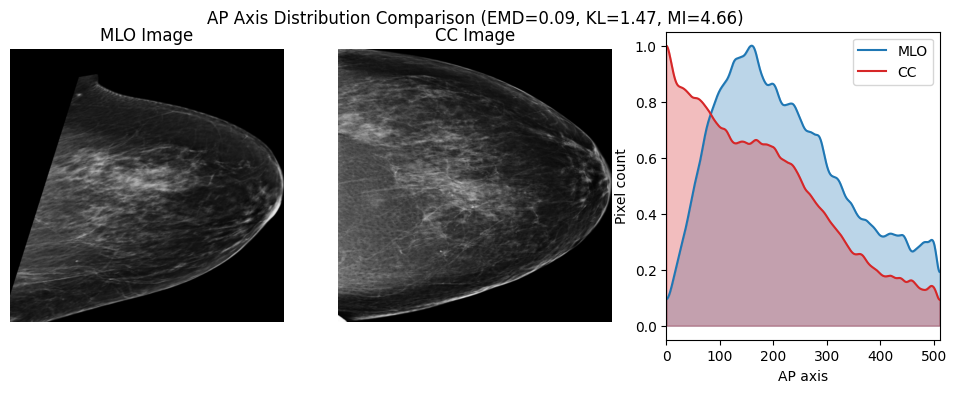 AP Axis Distribution Comparison (EMD=0.09, KL=1.47, MI=4.66)
MLO Image
CC Image
MLO
CC
Pixel count
1.0
0.8
0.6
0.4
0.2
0.0
0 100 200 300 400 500
AP axis